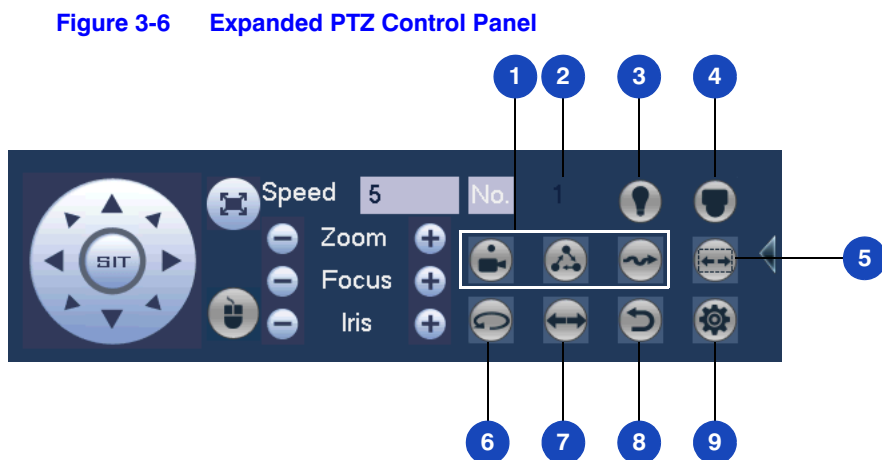 Figure 3-6 Expanded PTZ Control Panel
1 2 3 4
Speed 5 No. 1
Zoom
SIT
Focus
5
Iris
6 7 8 9